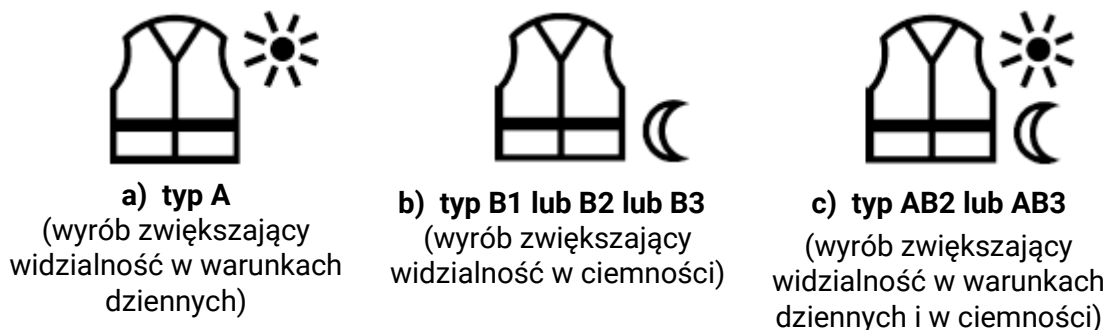 a) typ A
(wyrób zwiększający
widzialność w warunkach
dziennych)
b) typ B1 lub B2 lub B3
(wyrób zwiększający
widzialność w ciemności)
c) typ AB2 lub AB3
(wyrób zwiększający
widzialność w warunkach
dziennych i w ciemności)